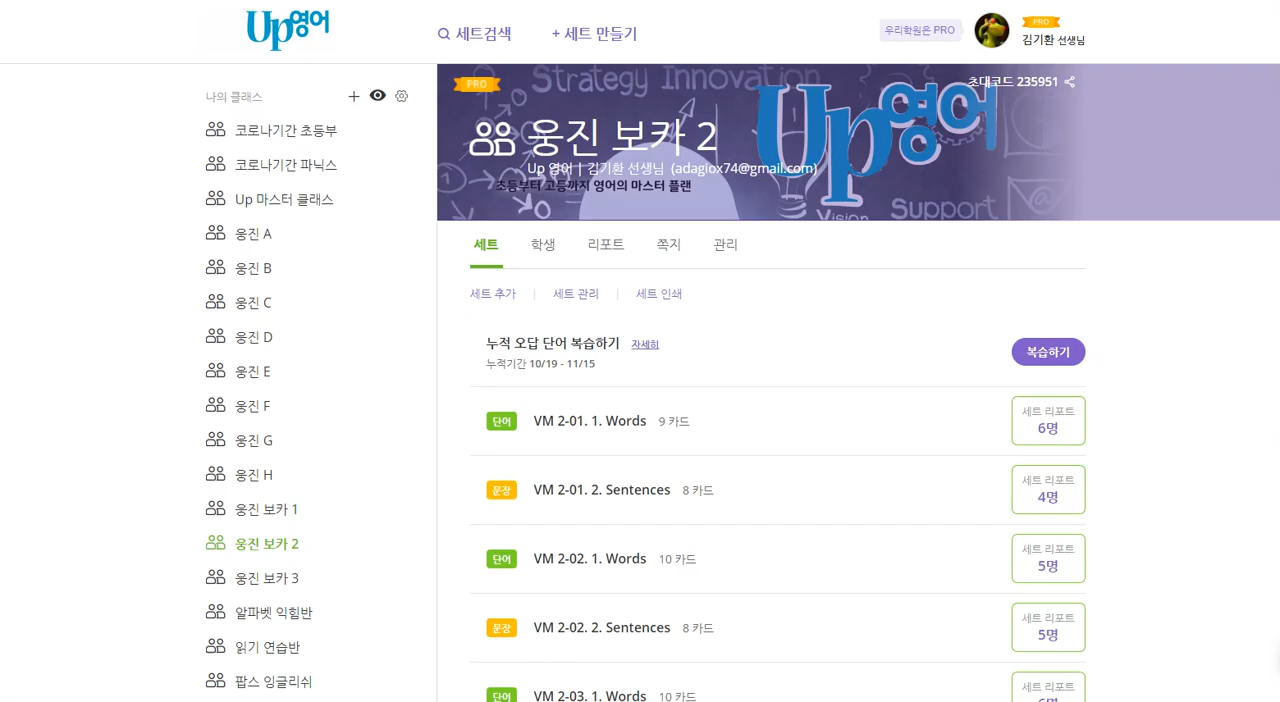 Up영어
세트검색
+ 세트 만들기
우리학원은 PRO
PRO
김기환 선생님
나의 클래스
코로나기간 초등부
코로나기간 파닉스
Up 마스터 클래스
웅진 A
웅진 B
웅진 C
웅진 D
웅진 E
웅진 F
웅진 G
웅진 H
웅진 보카 1
웅진 보카 2
웅진 보카 3
알파벳 익힘반
읽기 연습반
팝스 잉글리쉬
PRO
Strategy Innovation
초대코드 235951
Up영어
웅진 보카 2
Up 영어 | 김기환 선생님 (adagiox74@gmail.com)
초등부터 고등까지 영어의 마스터 플랜
Vision
Support
세트 학생 리포트 쪽지 관리
세트 추가 | 세트 관리 | 세트 인쇄
누적 오답 단어 복습하기 자세히
누적기간 10/19 - 11/15
복습하기
단어 VM 2-01. 1. Words 9 카드
세트 리포트
6명
문장 VM 2-01. 2. Sentences 8 카드
세트 리포트
4명
단어 VM 2-02. 1. Words 10 카드
세트 리포트
5명
문장 VM 2-02. 2. Sentences 8 카드
세트 리포트
5명
단어 VM 2-03. 1. Words 10 카드
세트 리포트
6명